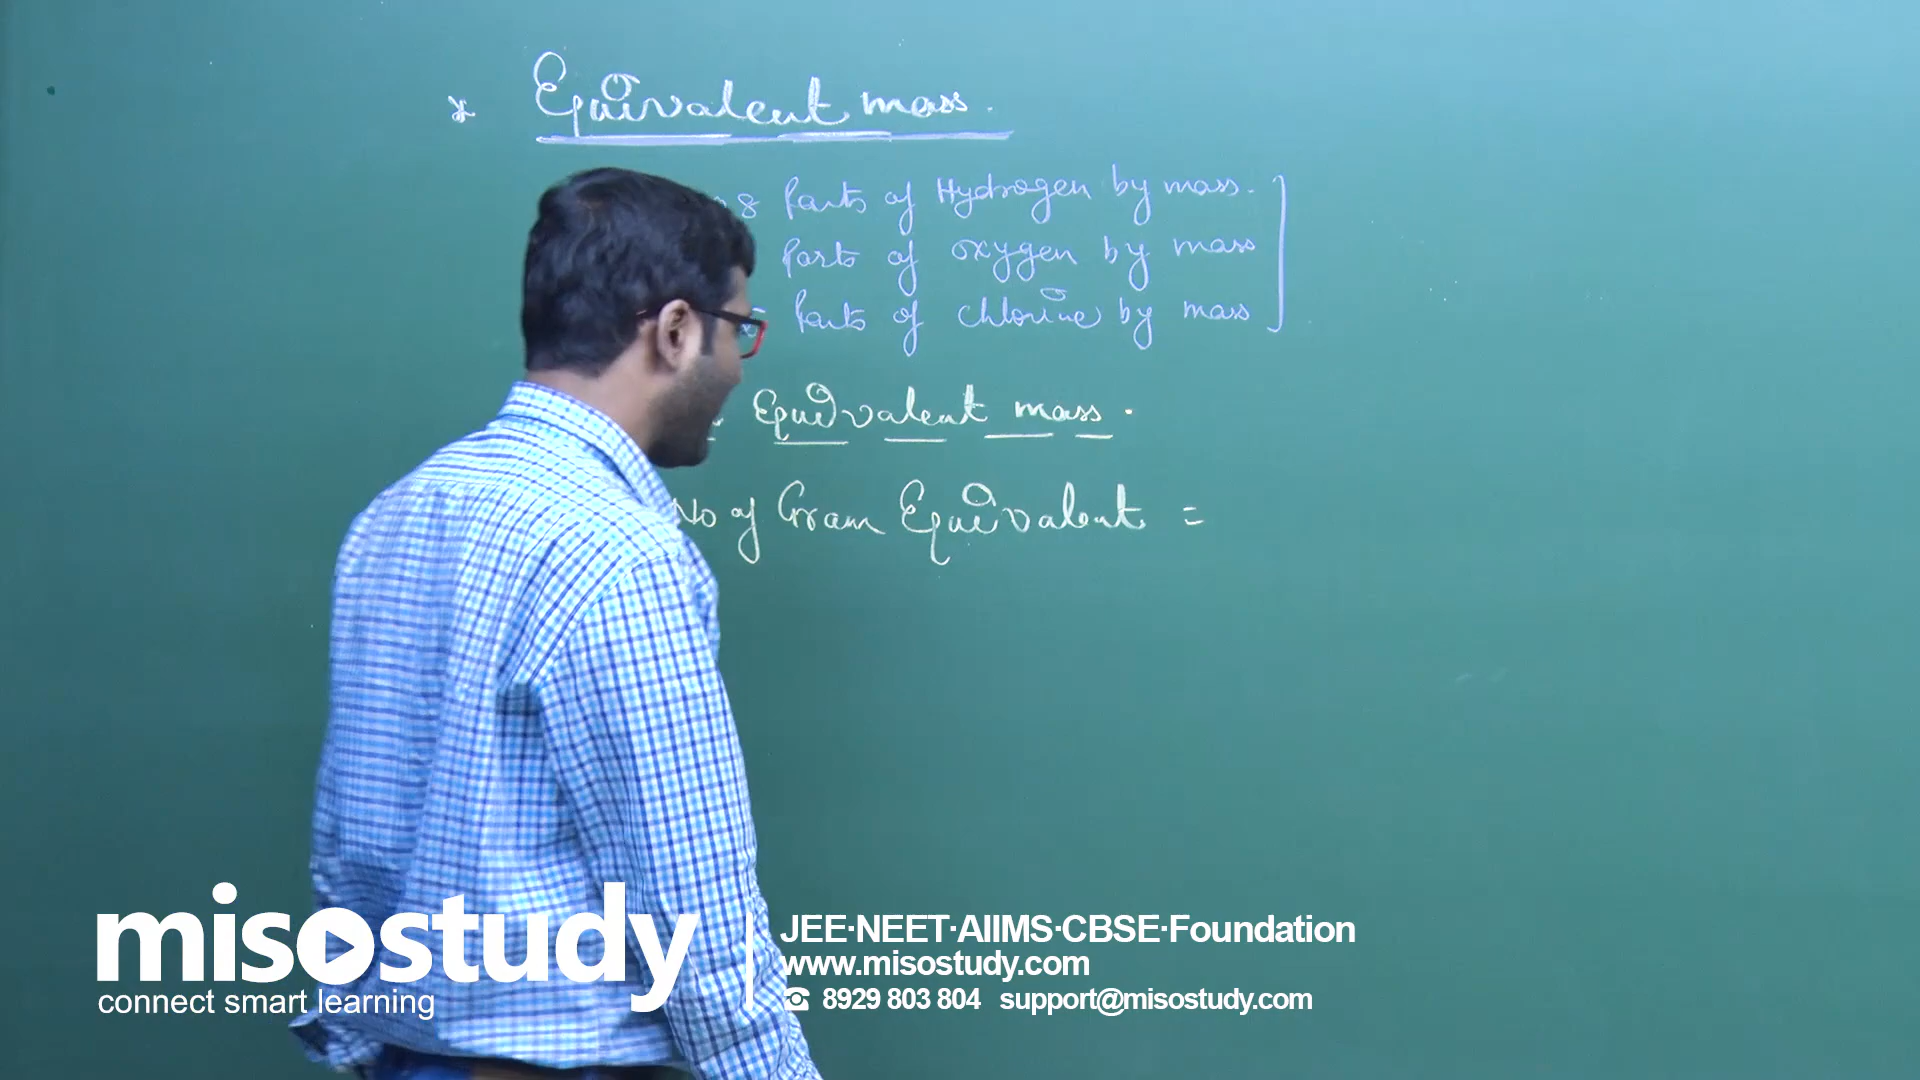 * Equivalent mass.
8 Parts of Hydrogen by mass.
Parts of oxygen by mass
Parts of chlorine by mass
Equivalent mass.
No of Gram Equivalent =
misostudy
connect smart learning
JEE·NEET·AIIMS·CBSE·Foundation
www.misostudy.com
☎ 8929 803 804 support@misostudy.com